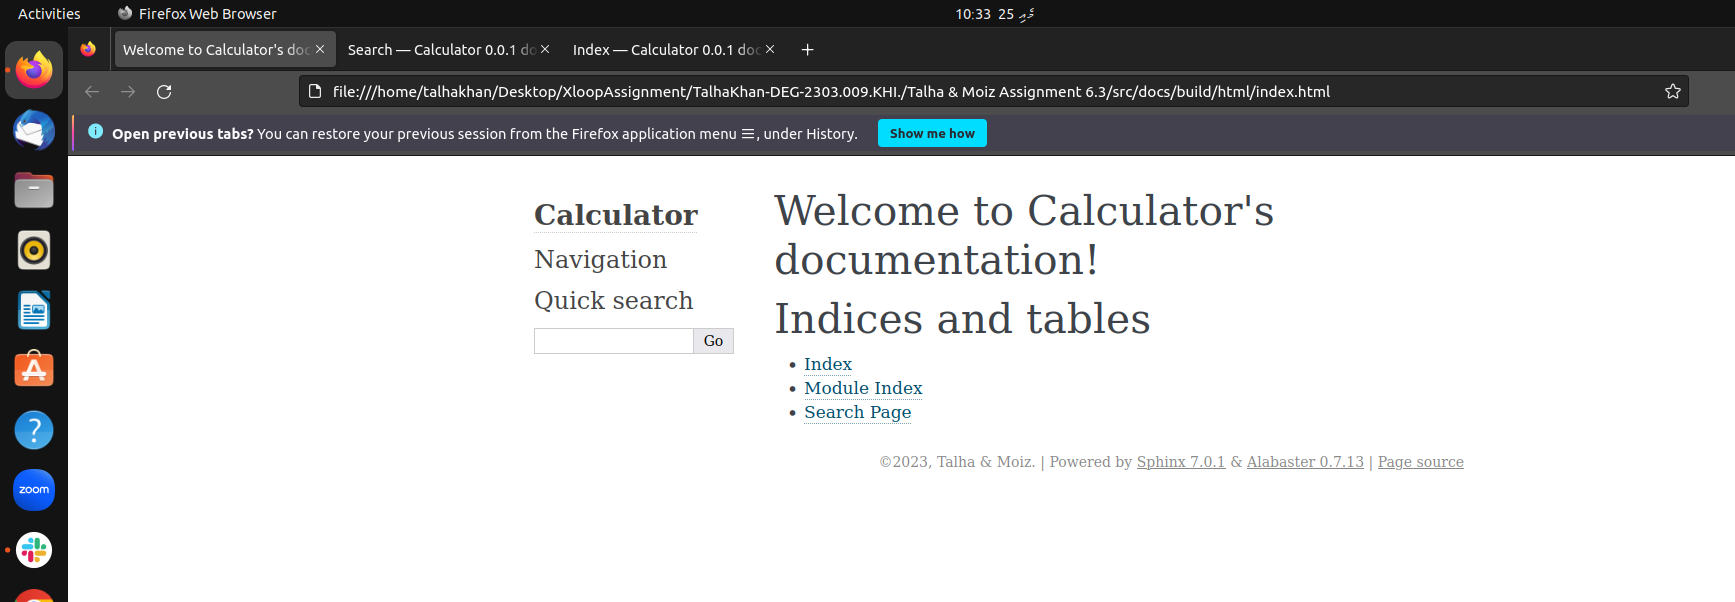 Activities
Firefox Web Browser
10:33 25 މެއި
Welcome to Calculator's doc
Search — Calculator 0.0.1 do
Index — Calculator 0.0.1 doc
file:///home/talhakhan/Desktop/XloopAssignment/TalhaKhan-DEG-2303.009.KHI./Talha & Moiz Assignment 6.3/src/docs/build/html/index.html
Open previous tabs? You can restore your previous session from the Firefox application menu ☰, under History.
Show me how
Calculator
Navigation
Quick search
Go
Welcome to Calculator's
documentation!
Indices and tables
• Index
• Module Index
• Search Page
©2023, Talha & Moiz. | Powered by Sphinx 7.0.1 & Alabaster 0.7.13 | Page source
zoom